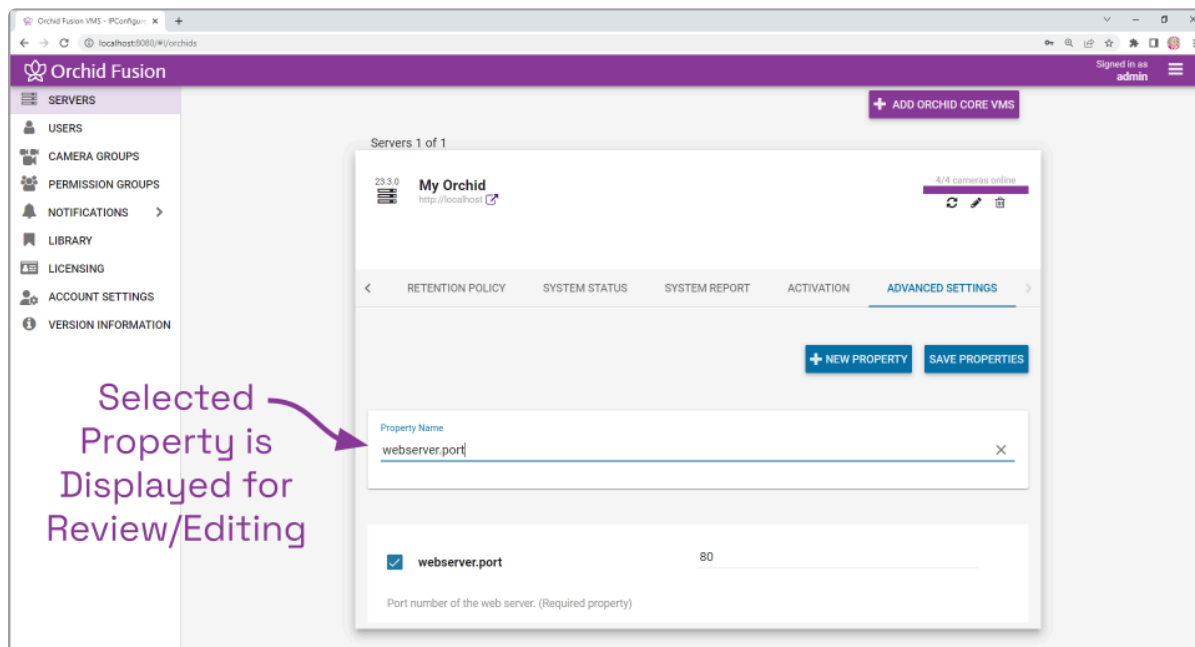 Orchid Fusion VMS - IPConfigure
localhost:8080/#!/orchids
Orchid Fusion
Signed in as
admin
SERVERS
USERS
CAMERA GROUPS
PERMISSION GROUPS
NOTIFICATIONS
LIBRARY
LICENSING
ACCOUNT SETTINGS
VERSION INFORMATION
ADD ORCHID CORE VMS
Servers 1 of 1
23.3.0
My Orchid
http://localhost
4/4 cameras online
RETENTION POLICY SYSTEM STATUS SYSTEM REPORT ACTIVATION ADVANCED SETTINGS
NEW PROPERTY SAVE PROPERTIES
Selected
Property is
Displayed for
Review/Editing
Property Name
webserver.port
webserver.port 80
Port number of the web server. (Required property)